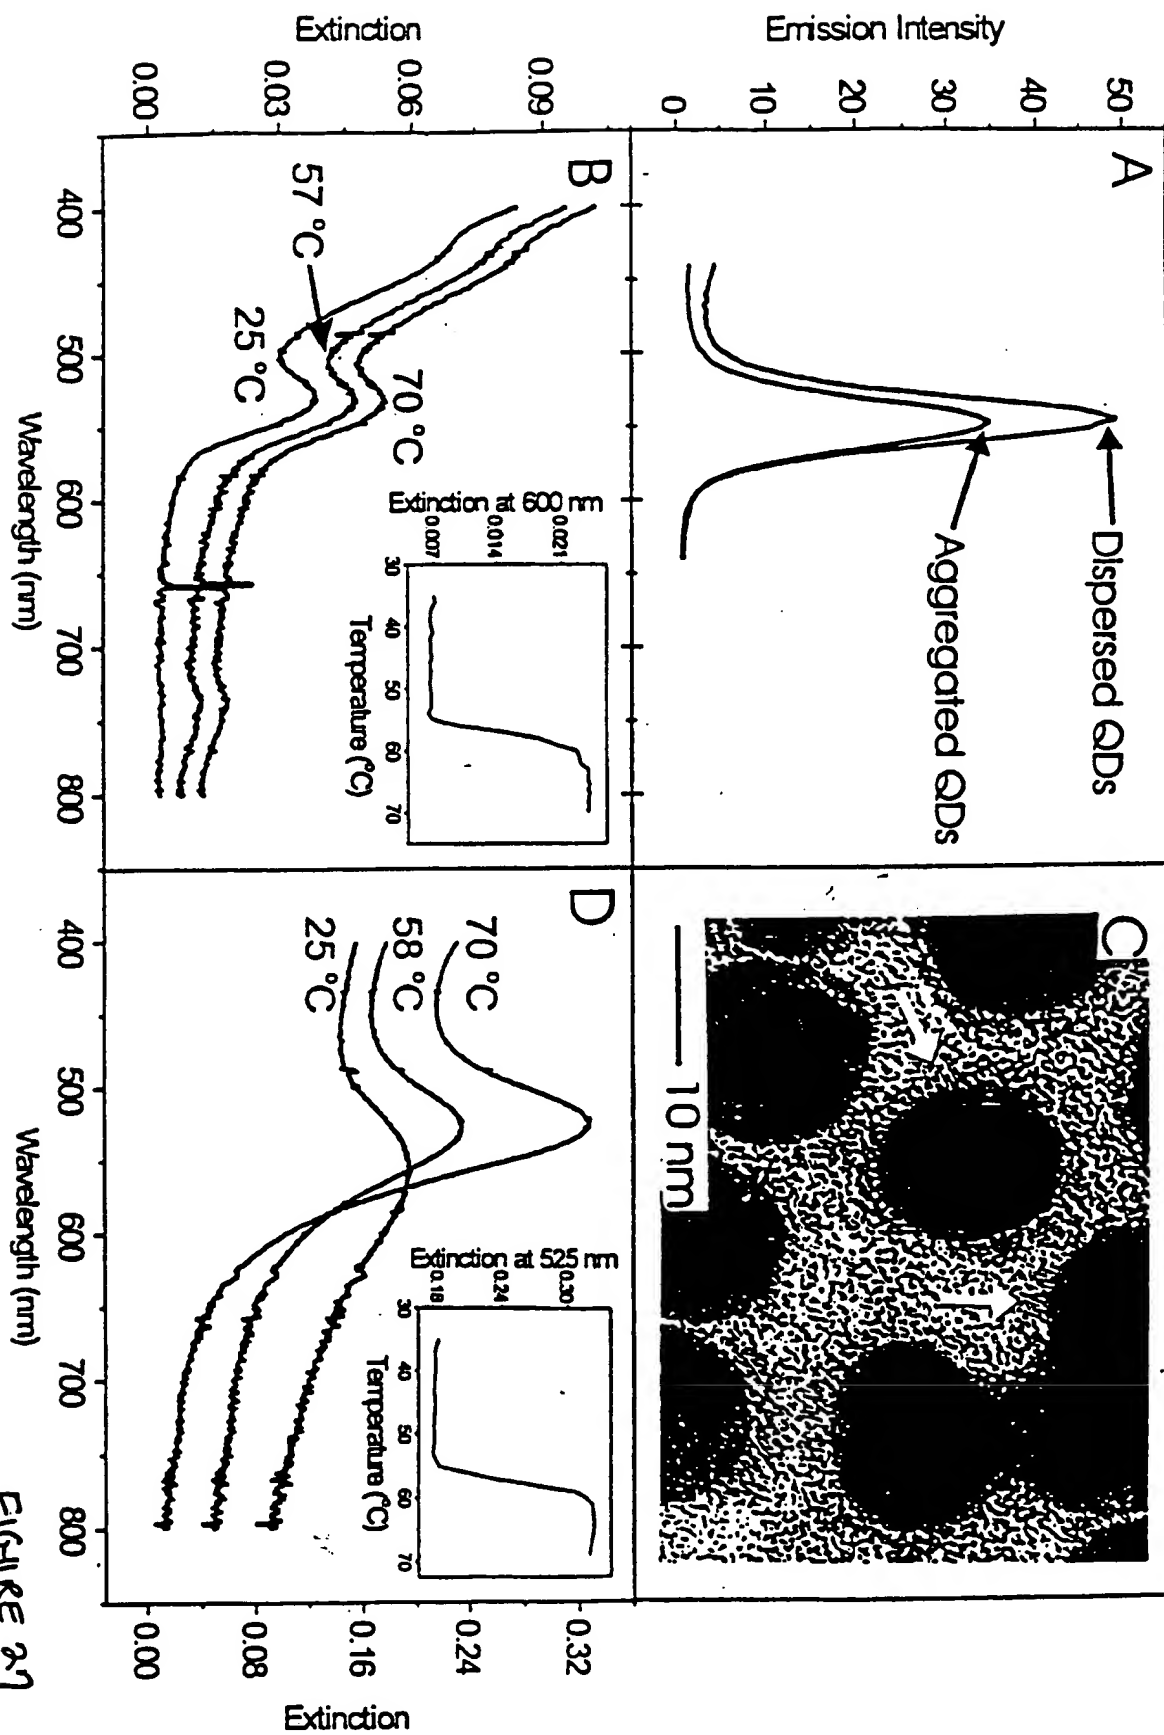 A
Emission Intensity
50
40
30
20
10
0
Dispersed QDs
Aggregated QDs
C
10 nm
B
Extinction
0.09
0.06
0.03
0.00
57 °C
25 °C
70 °C
400
500
600
700
800
Wavelength (nm)
Extinction at 600 nm
0.021
0.014
0.007
30
40
50
60
70
Temperature (°C)
D
70 °C
58 °C
25 °C
400
500
600
700
800
Wavelength (nm)
Extinction at 525 nm
0.30
0.24
0.18
30
40
50
60
70
Temperature (°C)
0.32
0.24
0.16
0.08
0.00
Extinction
FIGURE 27